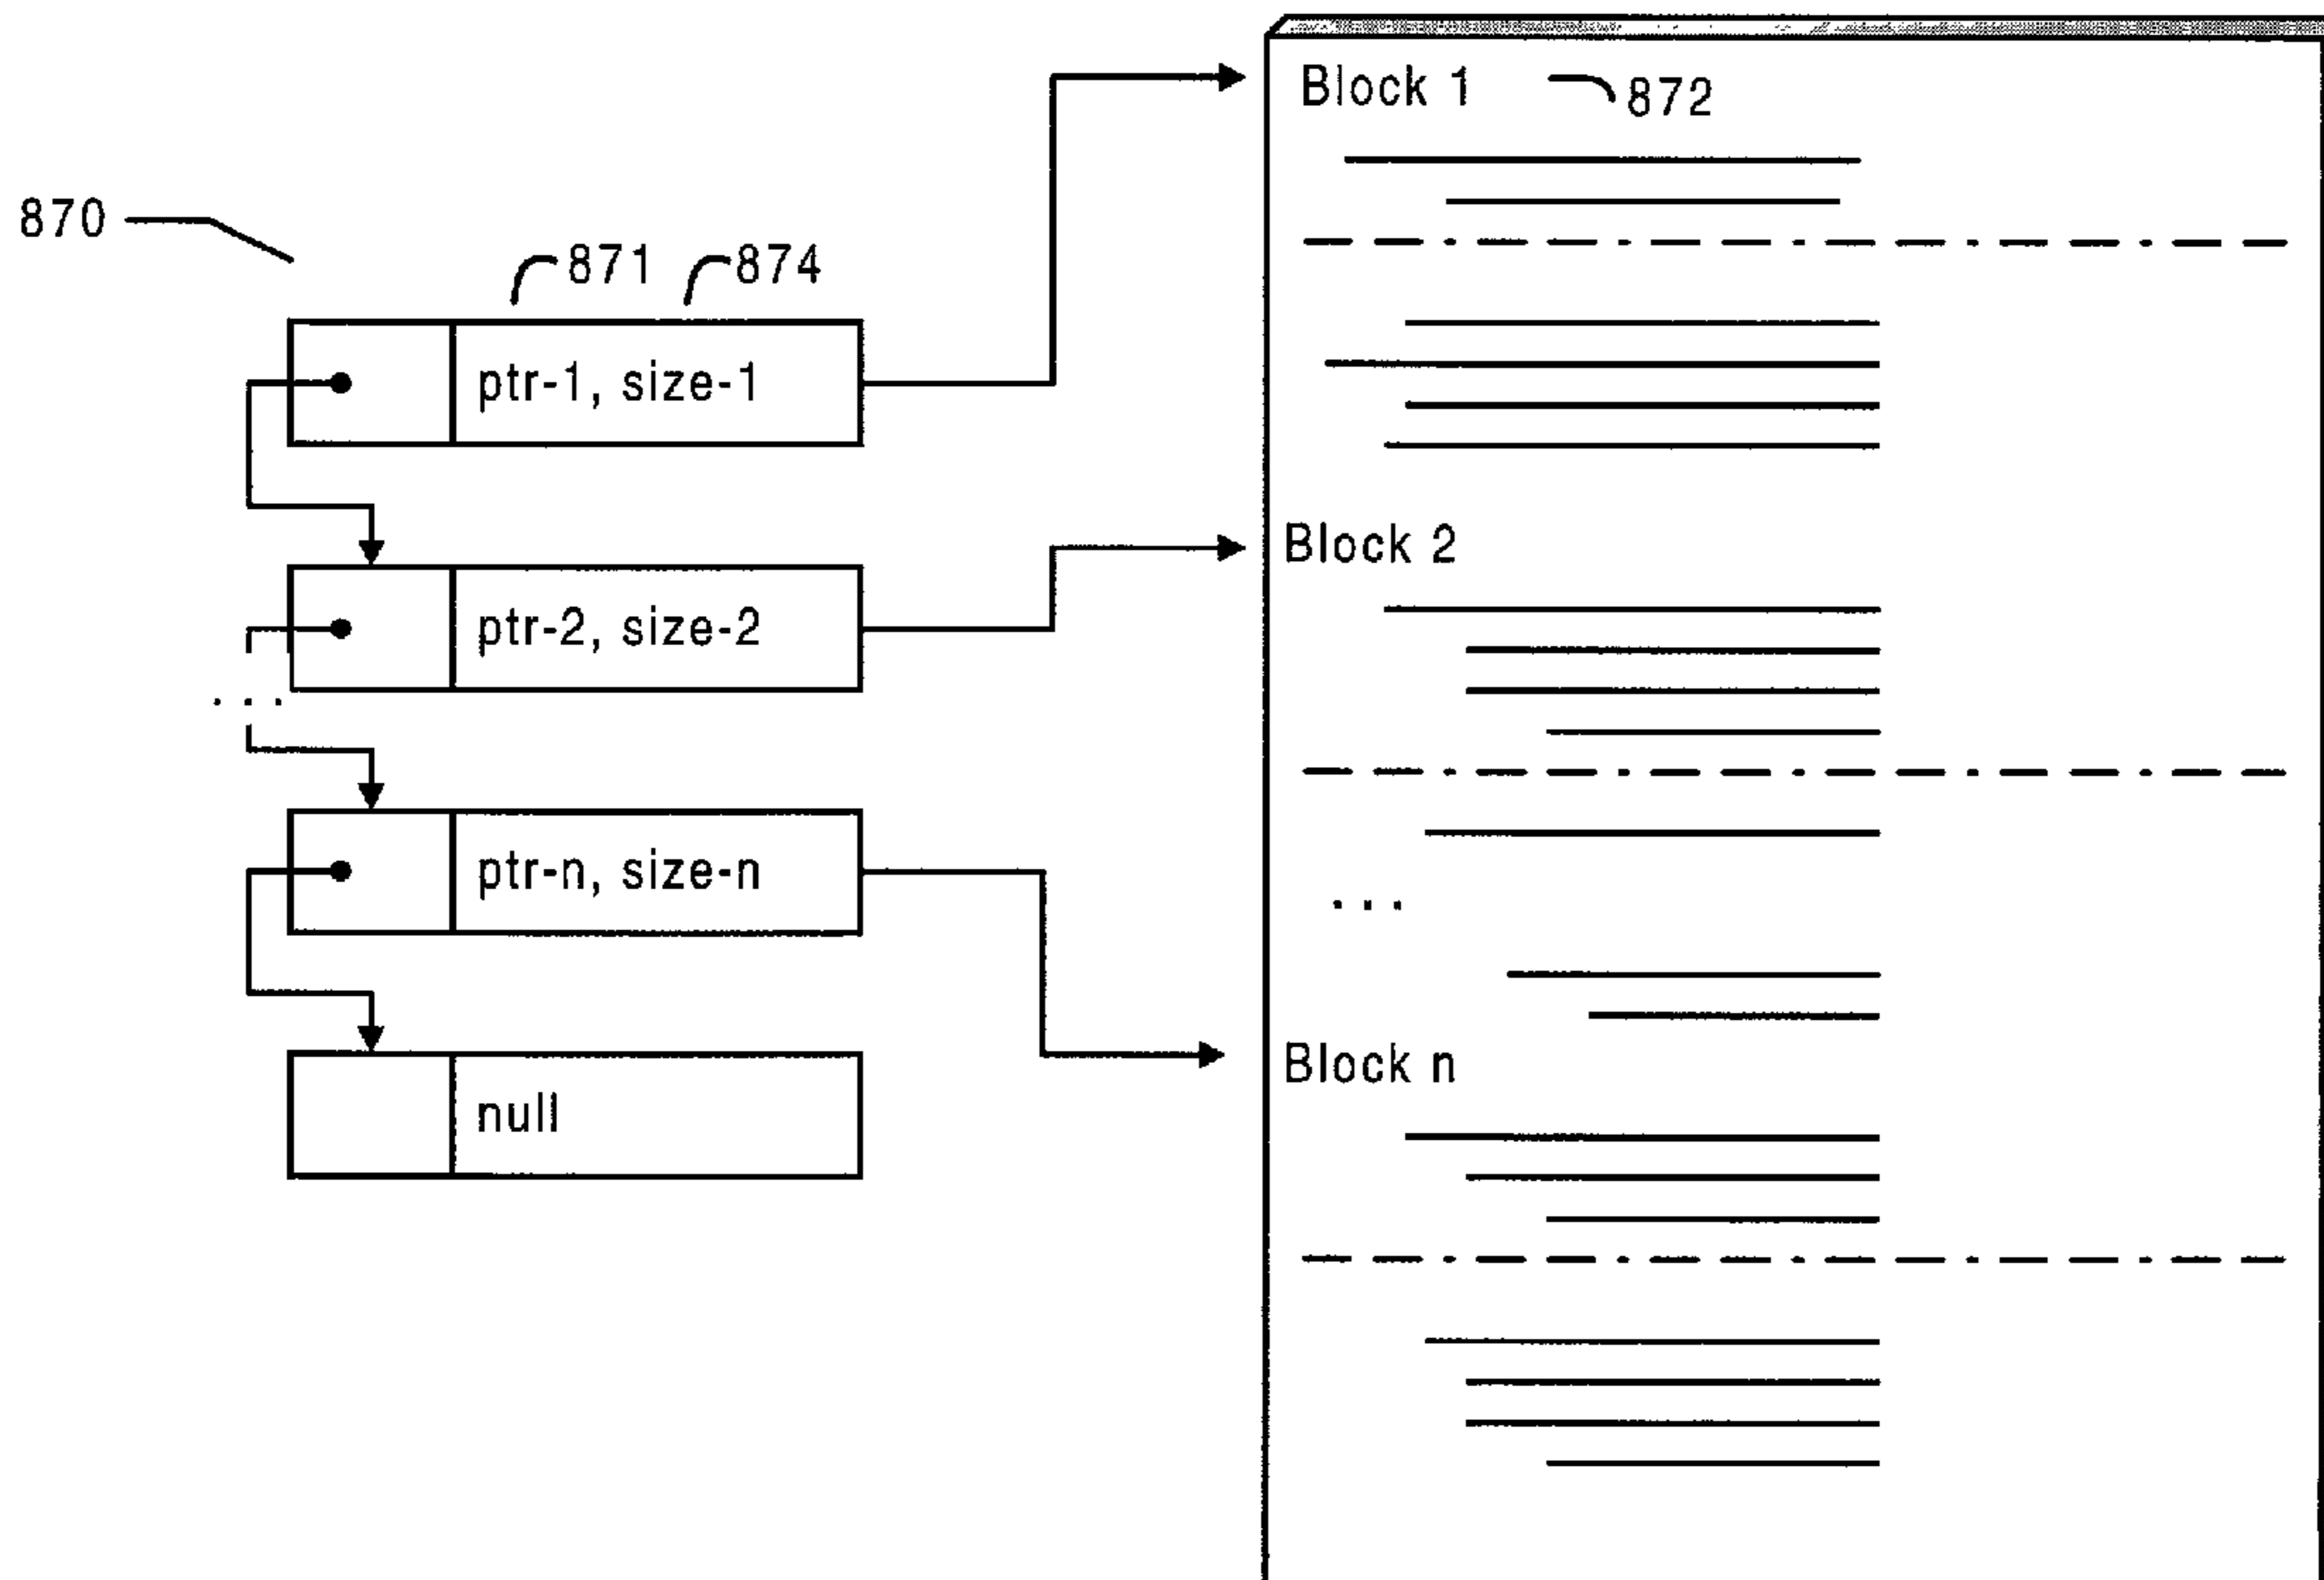 Block 1 872
870
871 874
ptr-1, size-1
Block 2
ptr-2, size-2
. . .
ptr-n, size-n
. . .
Block n
null